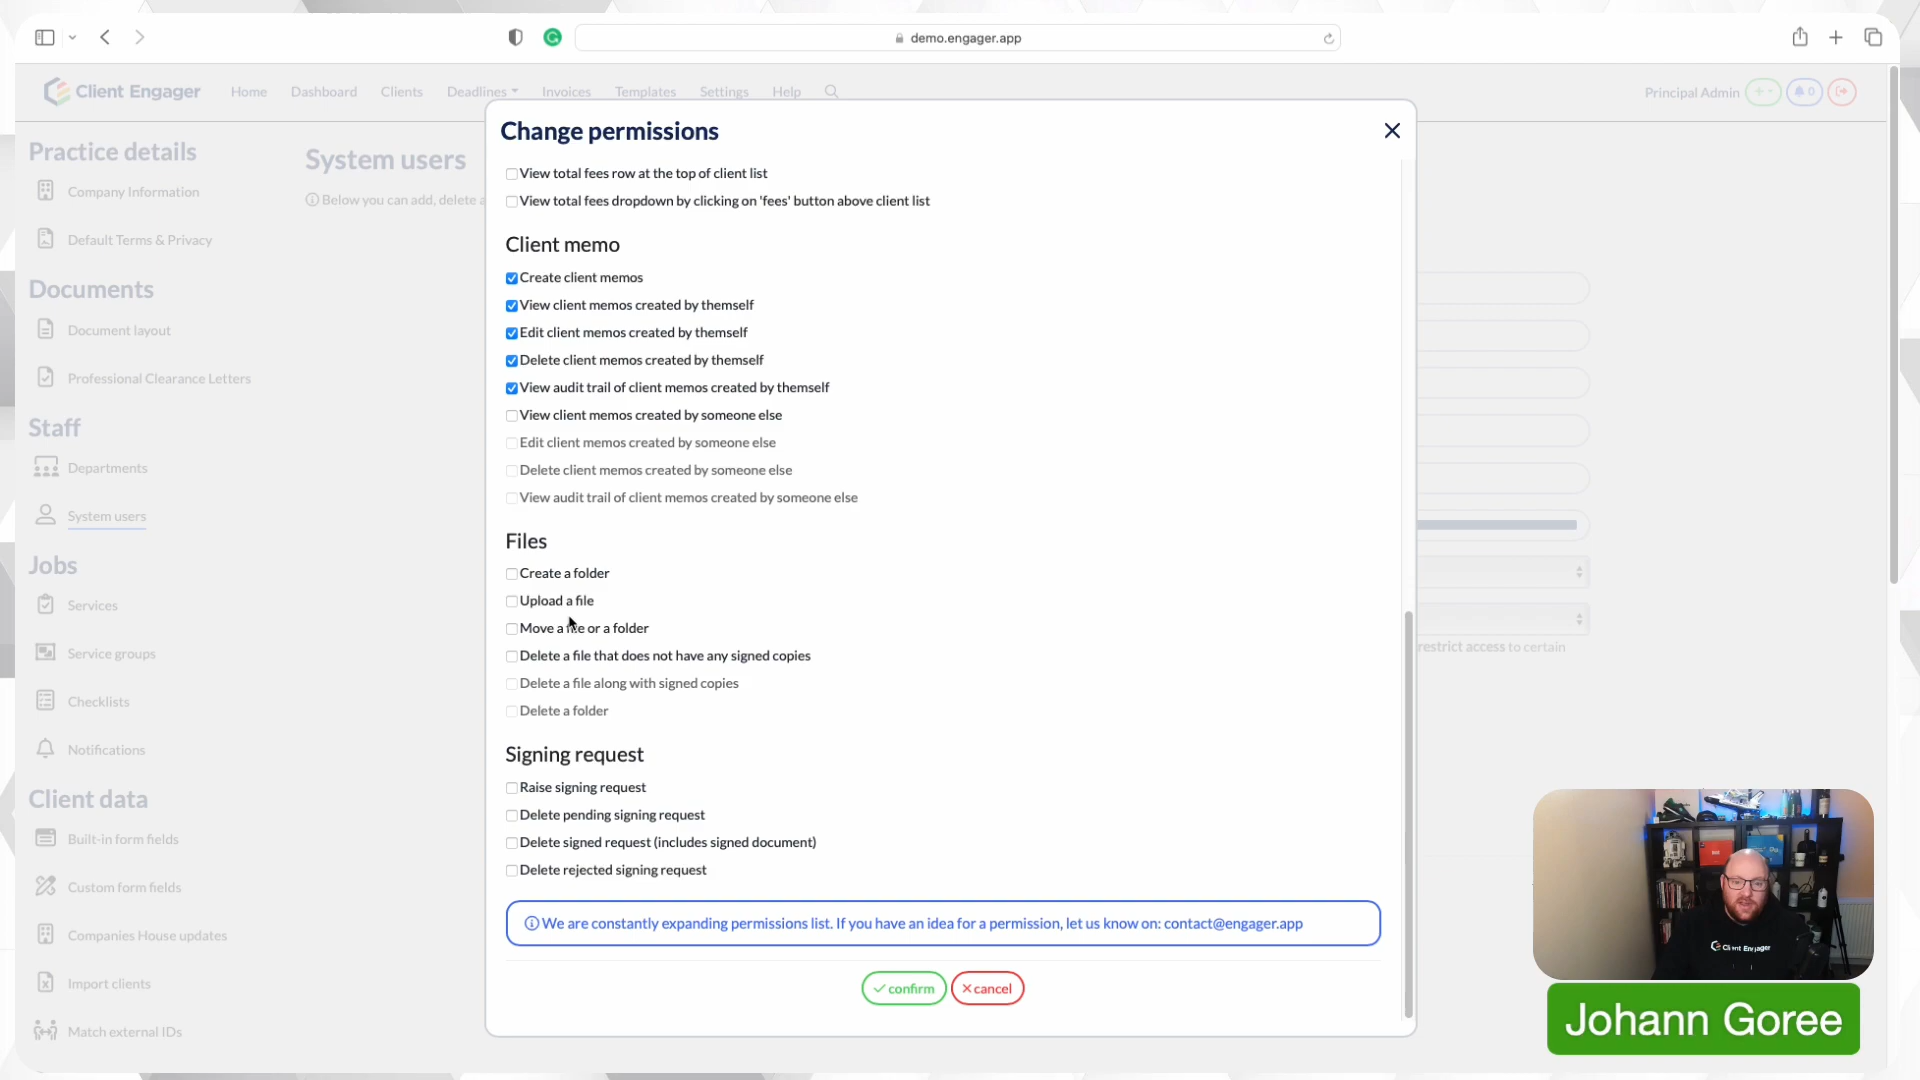 demo.engager.app
Client Engager Home Dashboard Clients Deadlines Invoices Templates Settings Help Principal Admin + 0
Practice details
Company Information
Default Terms & Privacy
Documents
Document layout
Professional Clearance Letters
Staff
Departments
System users
Jobs
Services
Service groups
Checklists
Notifications
Client data
Built-in form fields
Custom form fields
Companies House updates
Import clients
Match external IDs
System users
Below you can add, delete
Change permissions
View total fees row at the top of client list
View total fees dropdown by clicking on 'fees' button above client list
Client memo
Create client memos
View client memos created by themself
Edit client memos created by themself
Delete client memos created by themself
View audit trail of client memos created by themself
View client memos created by someone else
Edit client memos created by someone else
Delete client memos created by someone else
View audit trail of client memos created by someone else
Files
Create a folder
Upload a file
Move a file or a folder
Delete a file that does not have any signed copies
Delete a file along with signed copies
Delete a folder
Signing request
Raise signing request
Delete pending signing request
Delete signed request (includes signed document)
Delete rejected signing request
We are constantly expanding permissions list. If you have an idea for a permission, let us know on: contact@engager.app
confirm cancel
restrict access to certain
Client Engager
Johann Goree